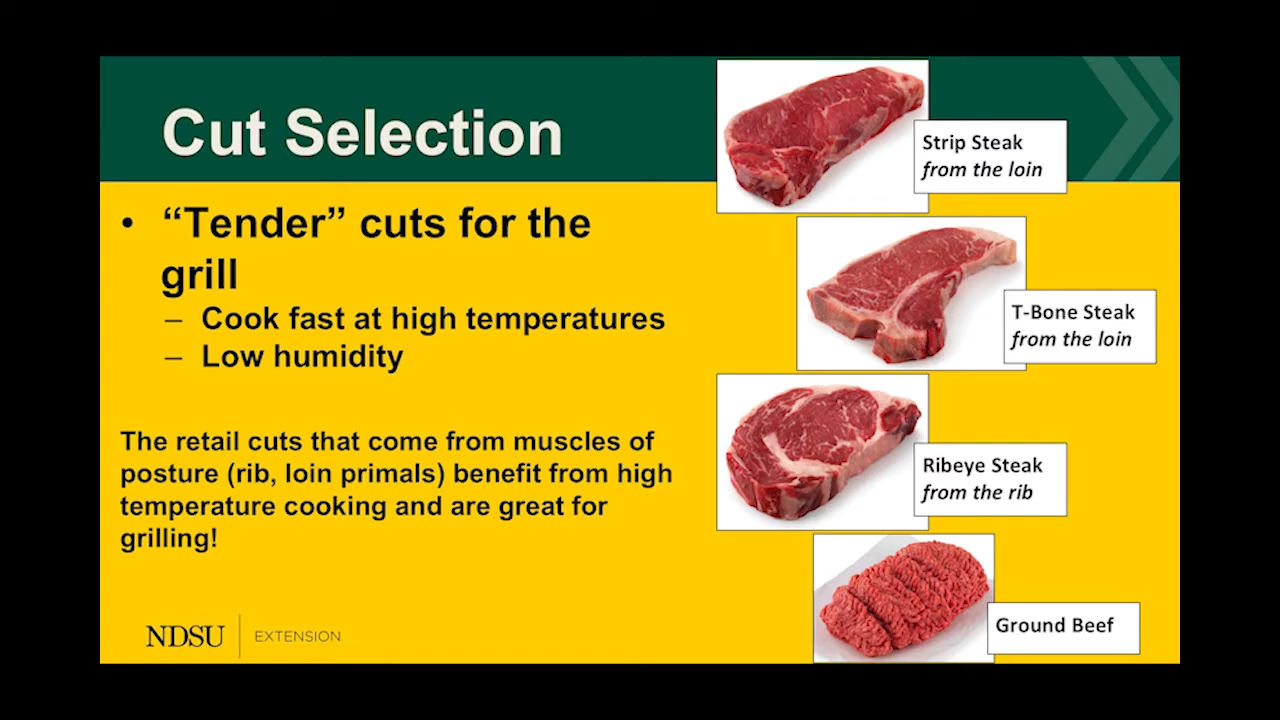 Cut Selection
• “Tender” cuts for the
grill
– Cook fast at high temperatures
– Low humidity
The retail cuts that come from muscles of
posture (rib, loin primals) benefit from high
temperature cooking and are great for
grilling!
Strip Steak
from the loin
T-Bone Steak
from the loin
Ribeye Steak
from the rib
Ground Beef
NDSU EXTENSION